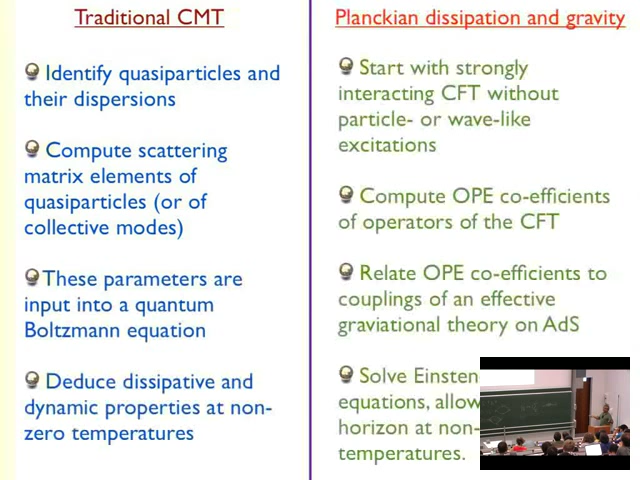 Traditional CMT
Identify quasiparticles and
their dispersions
Compute scattering
matrix elements of
quasiparticles (or of
collective modes)
These parameters are
input into a quantum
Boltzmann equation
Deduce dissipative and
dynamic properties at non-
zero temperatures
Planckian dissipation and gravity
Start with strongly
interacting CFT without
particle- or wave-like
excitations
Compute OPE co-efficients
of operators of the CFT
Relate OPE co-efficients to
couplings of an effective
graviational theory on AdS
Solve Einsten
equations, allow
horizon at non-
temperatures.